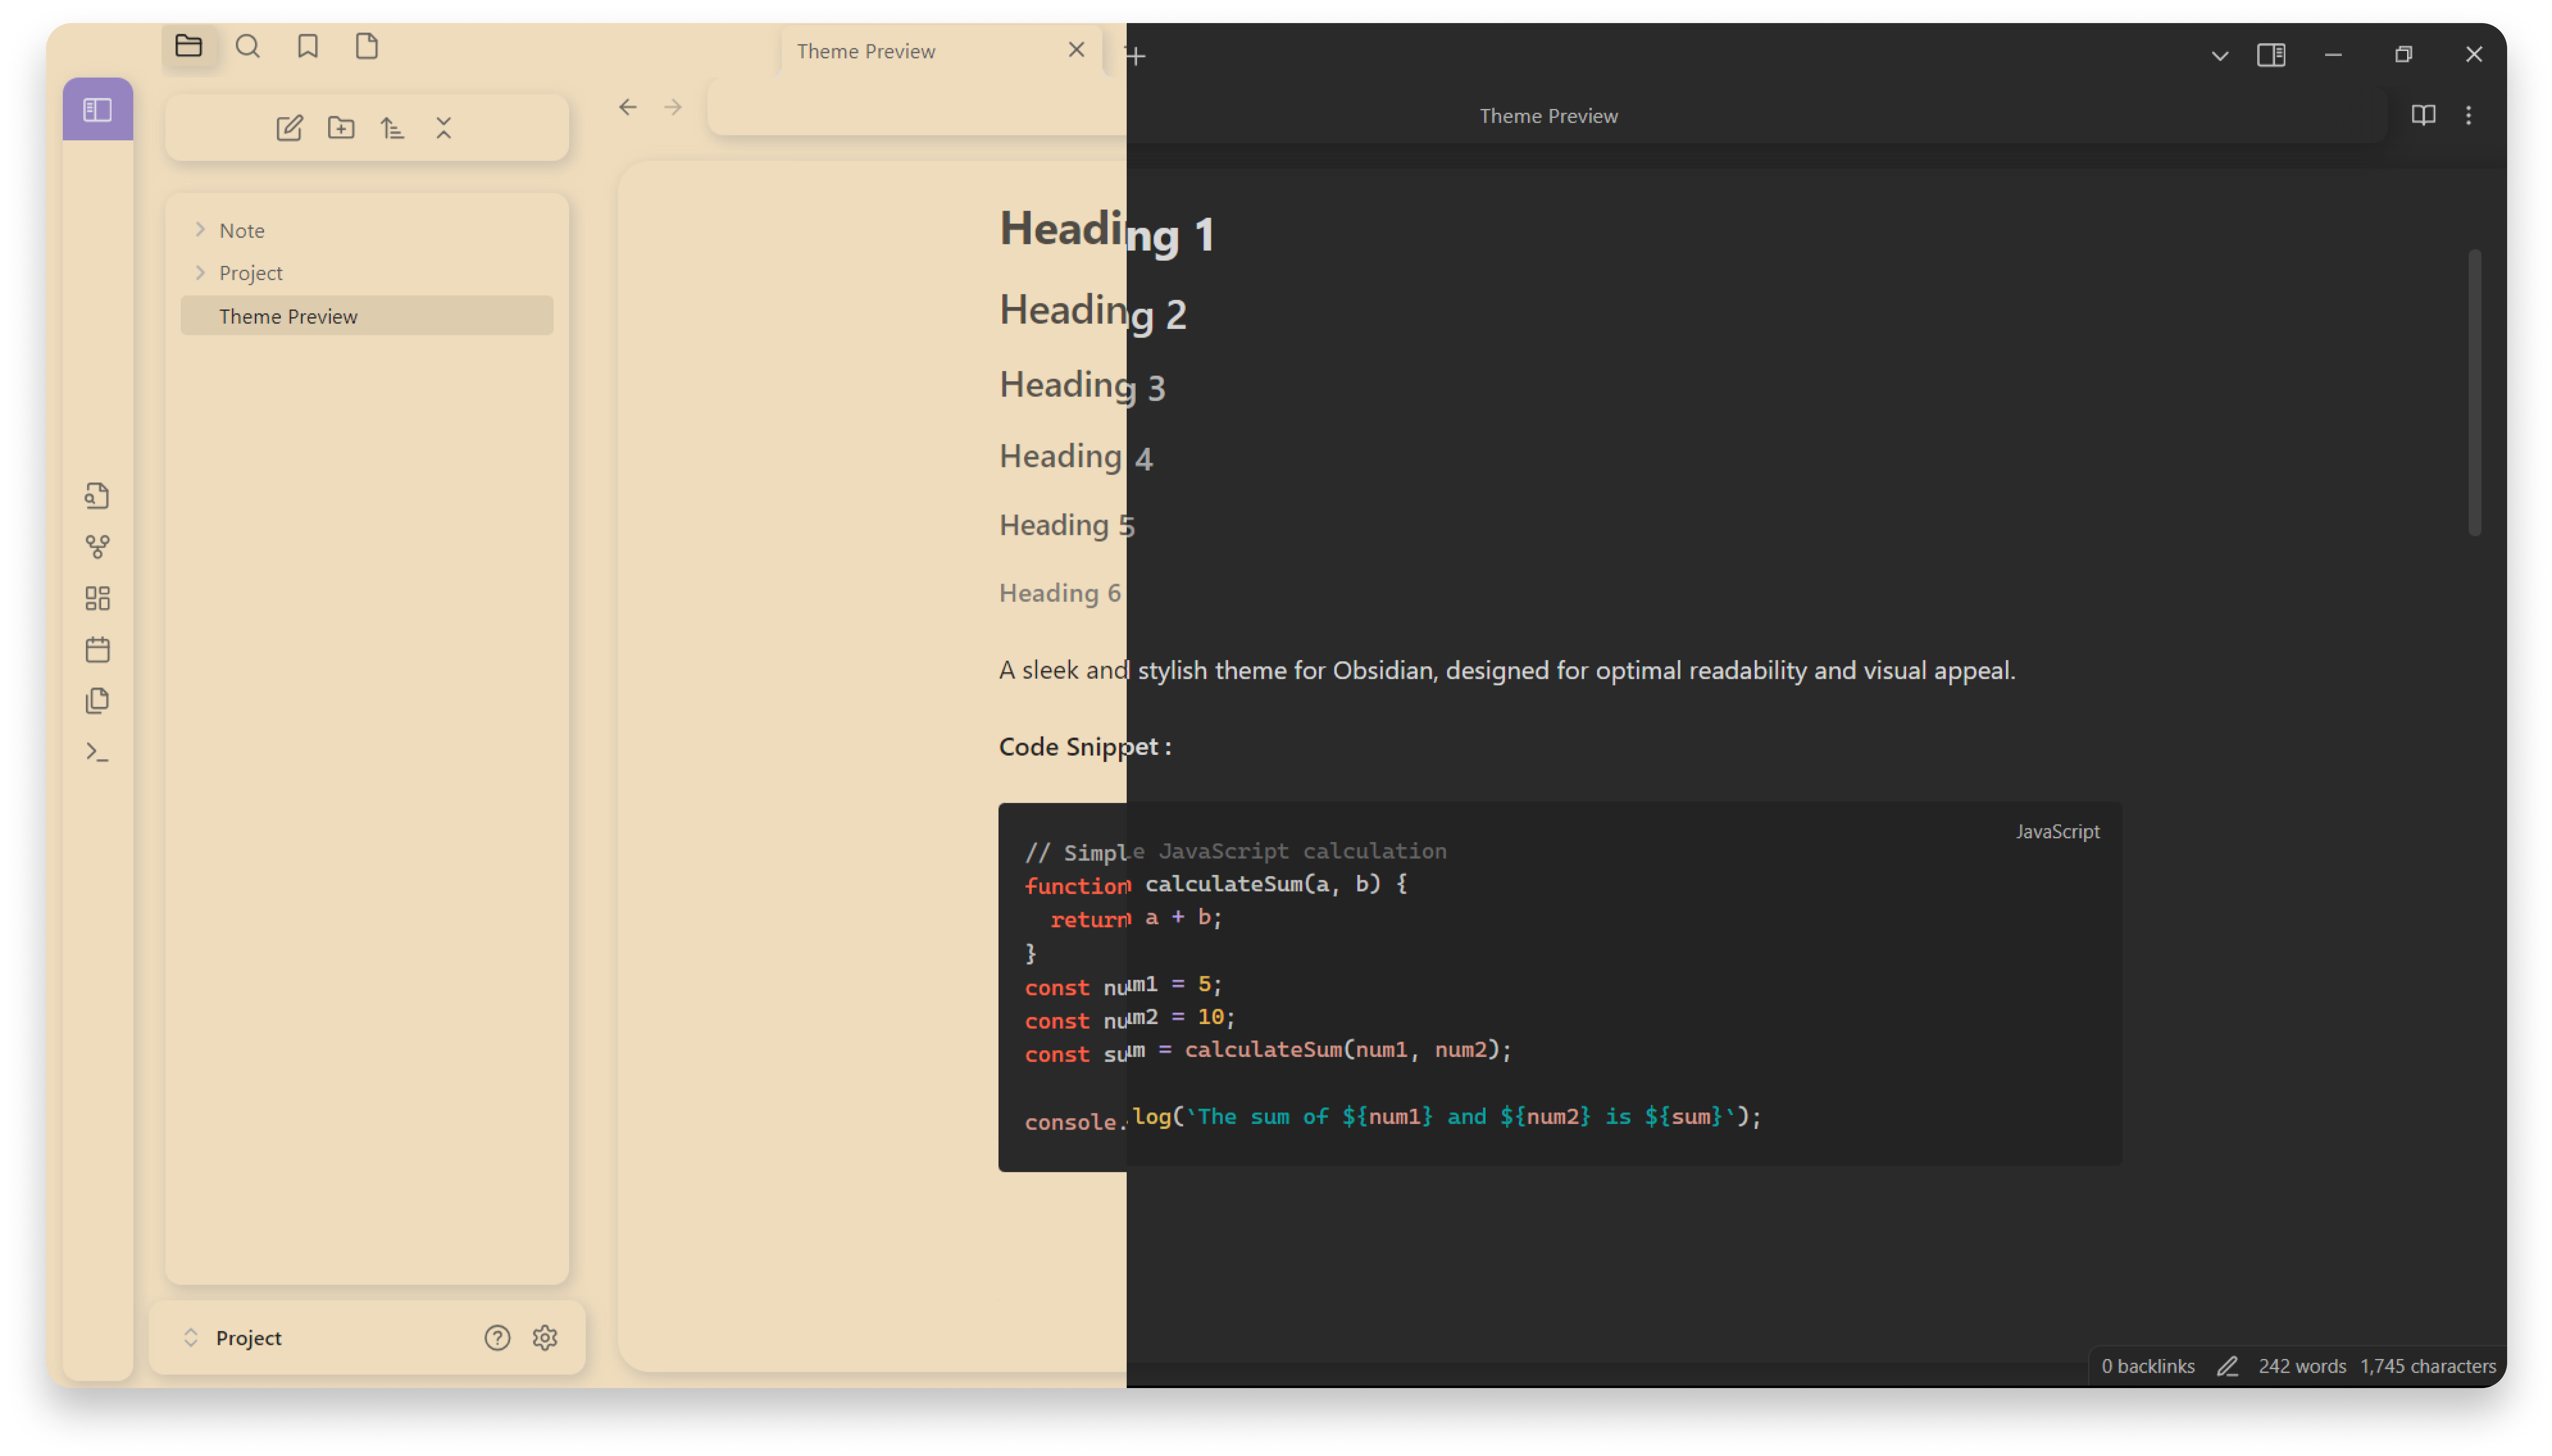 Theme Preview
Theme Preview
Note
Project
Theme Preview
Heading 1
Heading 2
Heading 3
Heading 4
Heading 5
Heading 6
A sleek and stylish theme for Obsidian, designed for optimal readability and visual appeal.
Code Snippet :
JavaScript
// Simple JavaScript calculation
function calculateSum(a, b) {
  return a + b;
}
const num1 = 5;
const num2 = 10;
const sum = calculateSum(num1, num2);
console.log(`The sum of ${num1} and ${num2} is ${sum}`);
Project
0 backlinks 242 words 1,745 characters